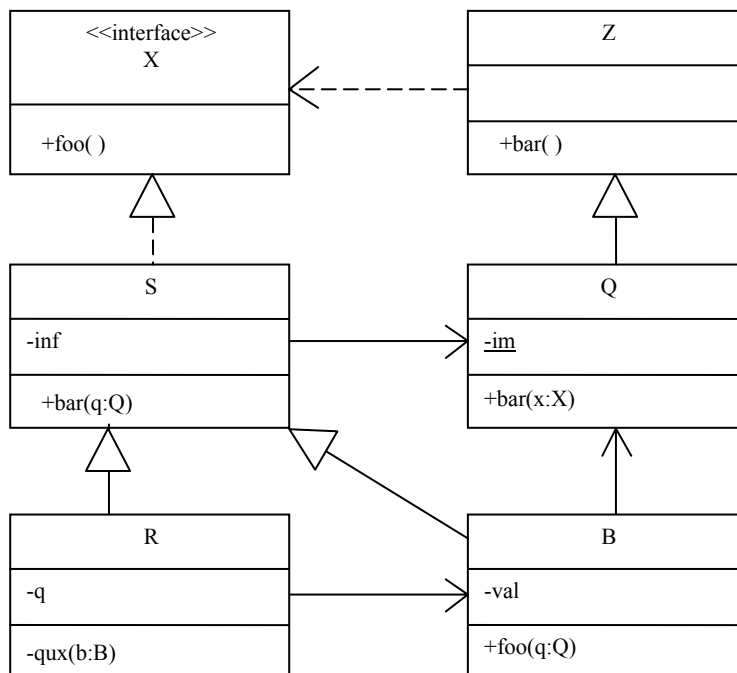 <<interface>>
X
+foo( )
Z
+bar( )
S
-inf
+bar(q:Q)
Q
-im
+bar(x:X)
R
-q
-qux(b:B)
B
-val
+foo(q:Q)